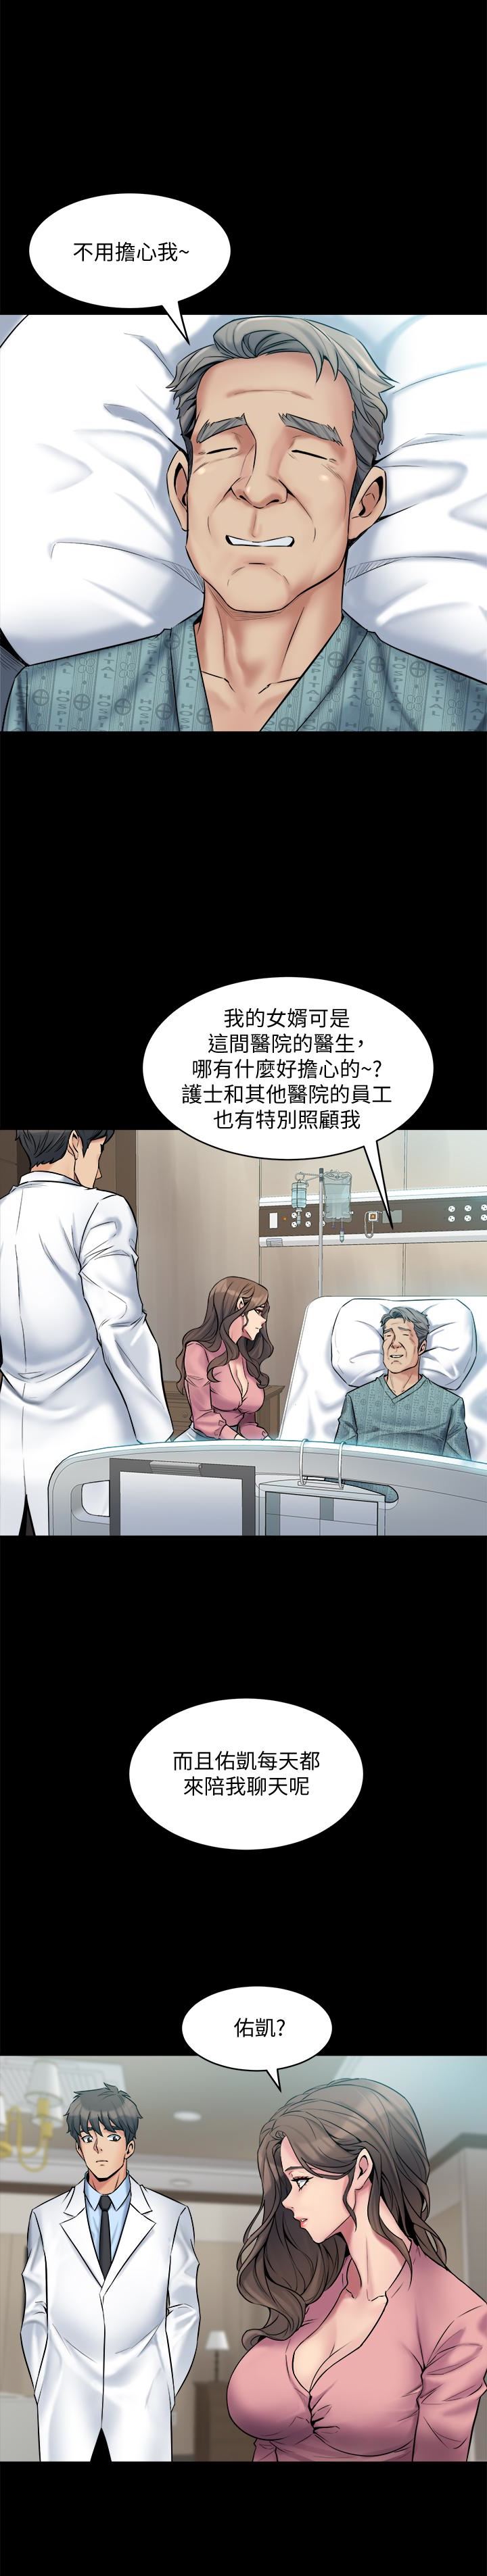 不用擔心我~
HOSPITAL
我的女婿可是
這間醫院的醫生，
哪有什麼好擔心的~?
護士和其他醫院的員工
也有特別照顧我
而且佑凱每天都
來陪我聊天呢
佑凱?